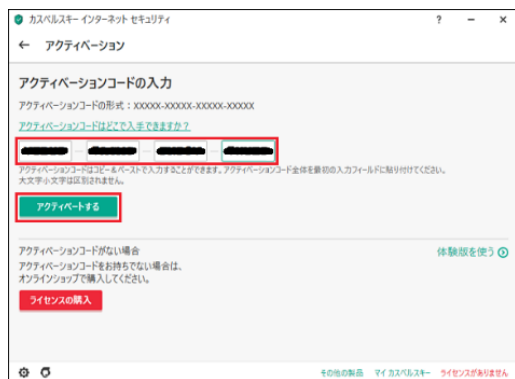 カスペルスキー インターネット セキュリティ
?
アクティベーション
アクティベーションコードの入力
アクティベーションコードの形式：XXXXX-XXXXX-XXXXX-XXXXX
アクティベーションコードはどこで入手できますか？
アクティベーションコードはコピー&ペーストで入力することができます。アクティベーションコード全体を最初の入力フィールドに貼り付けてください。
大文字小文字は区別されません。
アクティベートする
アクティベーションコードがない場合
体験版を使う
アクティベーションコードをお持ちでない場合は、
オンラインショップで購入してください。
ライセンスの購入
その他の製品 マイ カスペルスキー ライセンスがありません